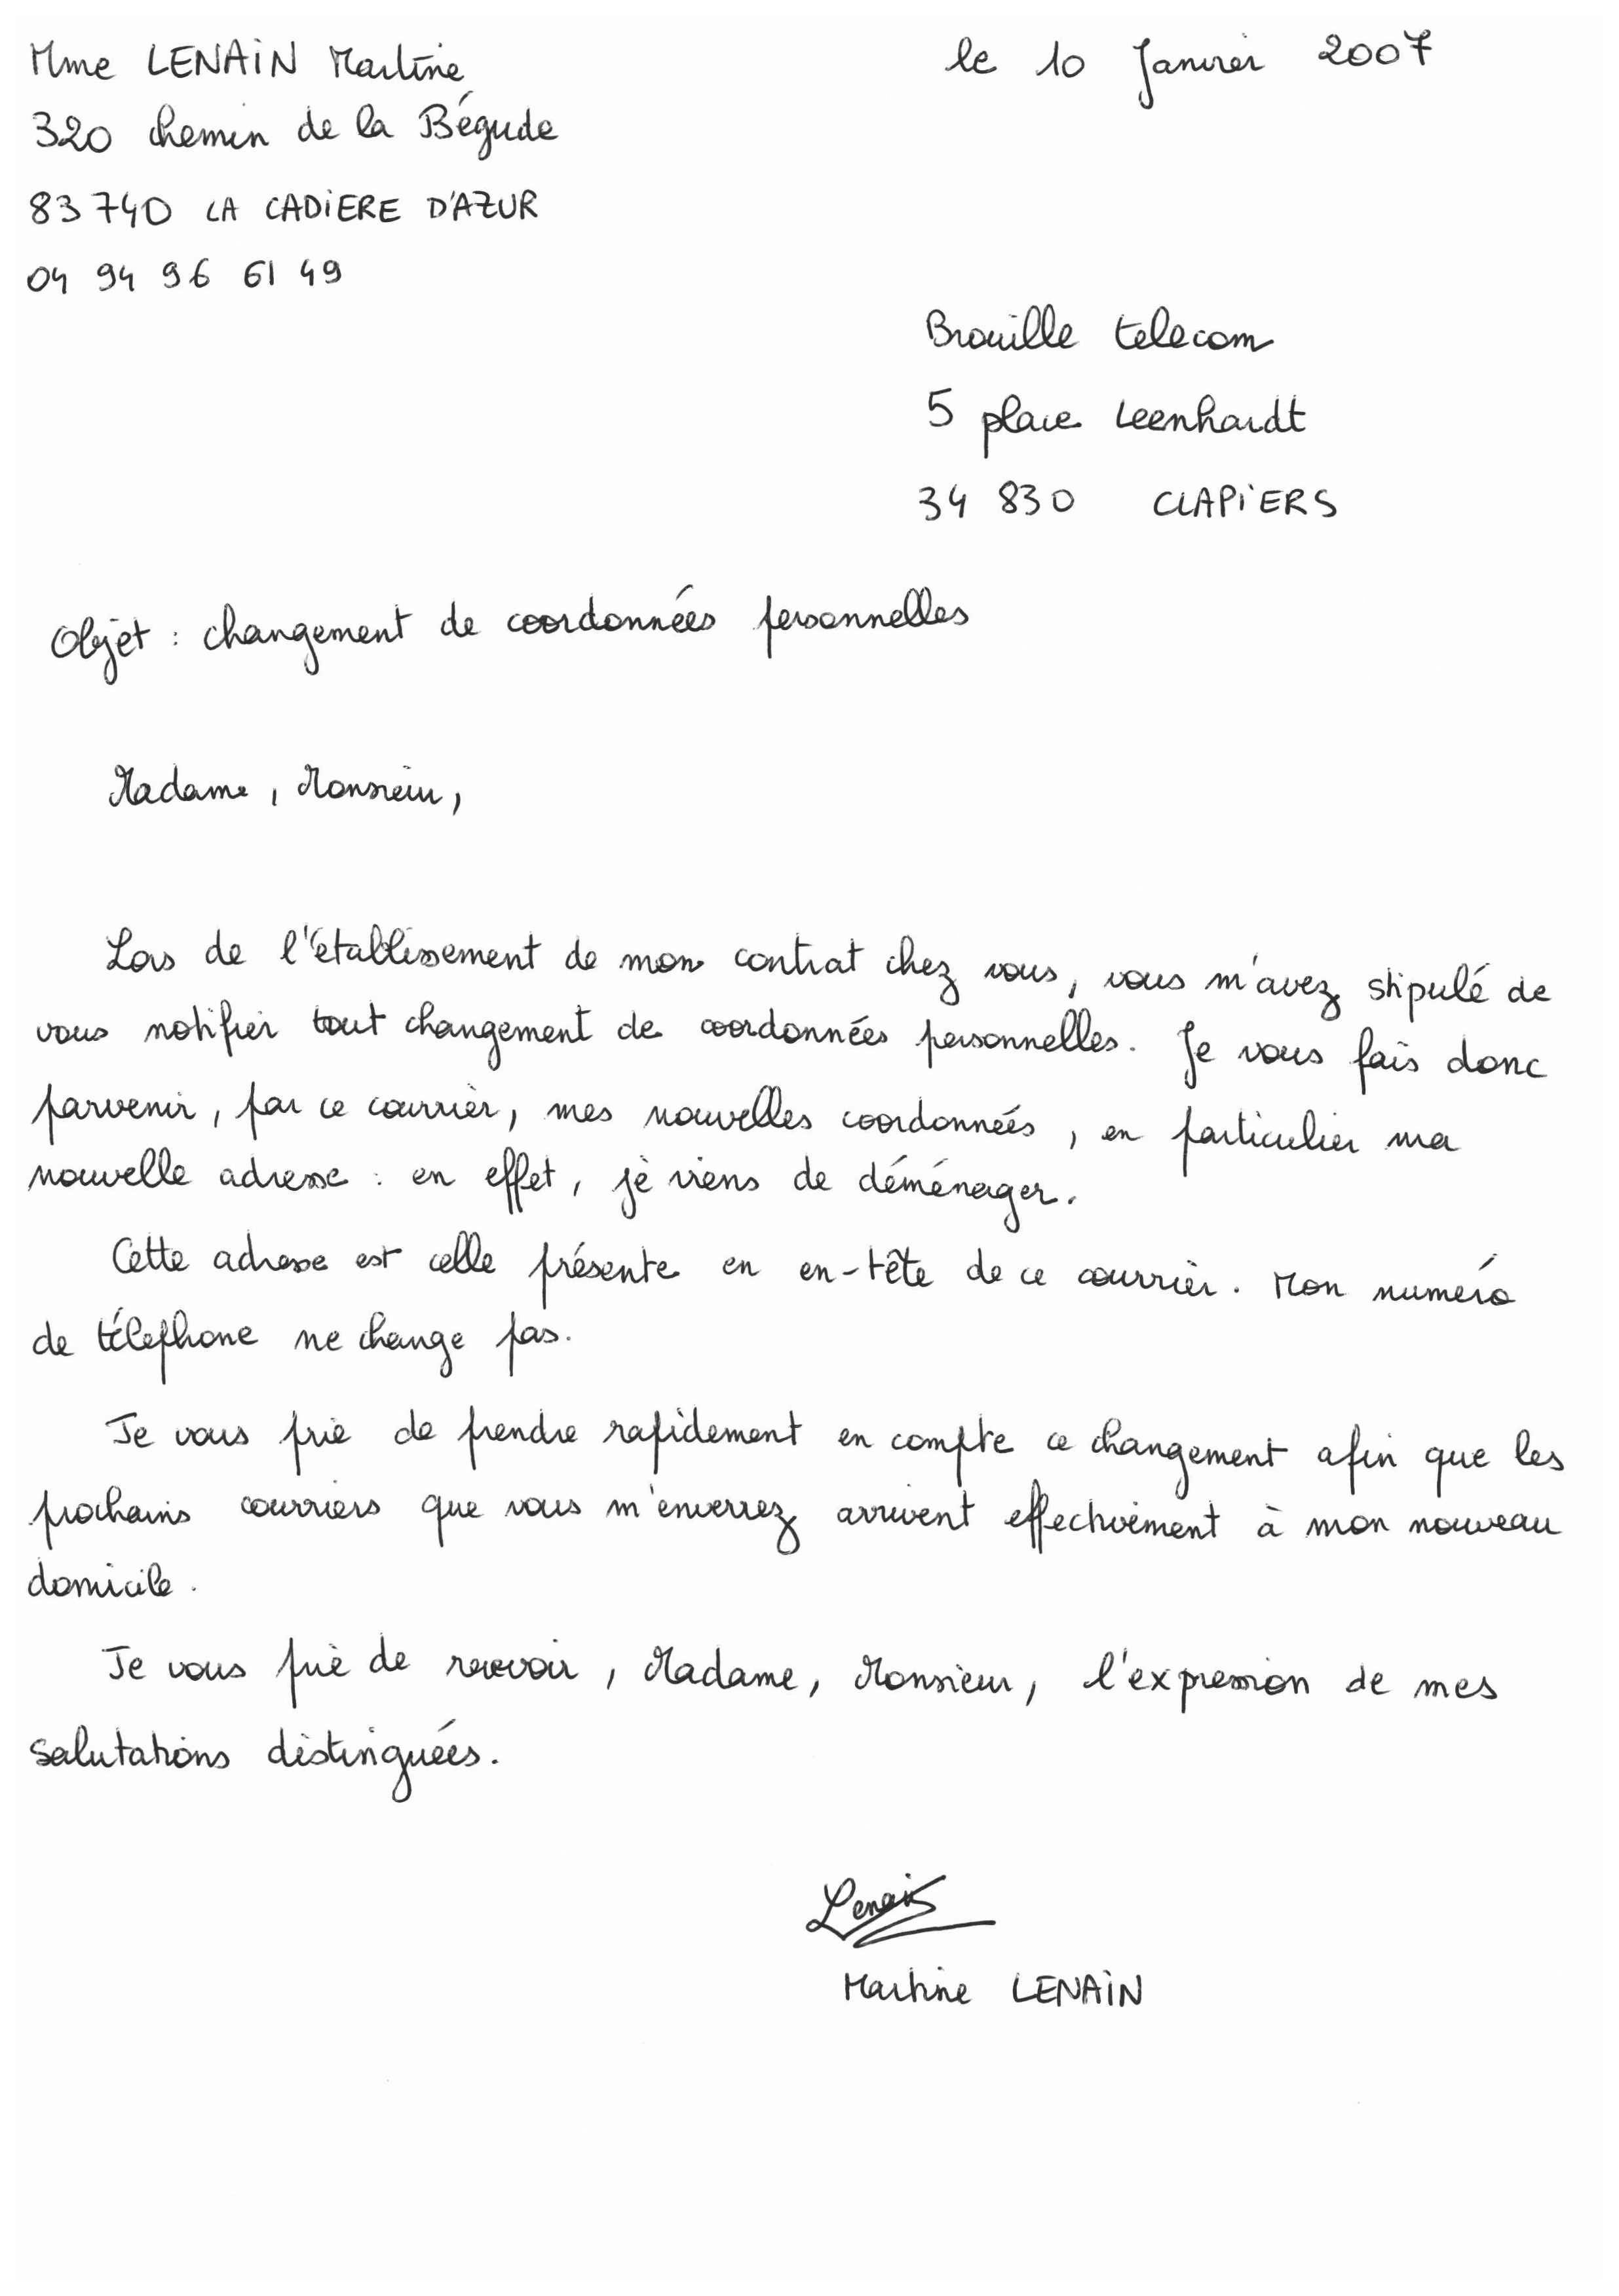 Mme LENAIN Martine
le 10 Janvier 2007
320 chemin de la Bégude
83740 LA CADIERE D'AZUR
04 94 96 61 49
Brouille telecom
5 place Leenhardt
34 830 CLAPIERS
Objet : changement de coordonnées personnelles
Madame, Monsieur,
Lors de l'établissement de mon contrat chez vous, vous m'avez stipulé de
vous notifier tout changement de coordonnées personnelles. Je vous fais donc
parvenir, par ce courrier, mes nouvelles coordonnées, en particulier ma
nouvelle adresse : en effet, je viens de déménager.
Cette adresse est celle présente en en-tête de ce courrier. Mon numéro
de téléphone ne change pas.
Je vous prie de prendre rapidement en compte ce changement afin que les
prochains courriers que vous m'enverrez arrivent effectivement à mon nouveau
domicile.
Je vous prie de recevoir, Madame, Monsieur, l'expression de mes
salutations distinguées.
Lenain
Martine LENAIN